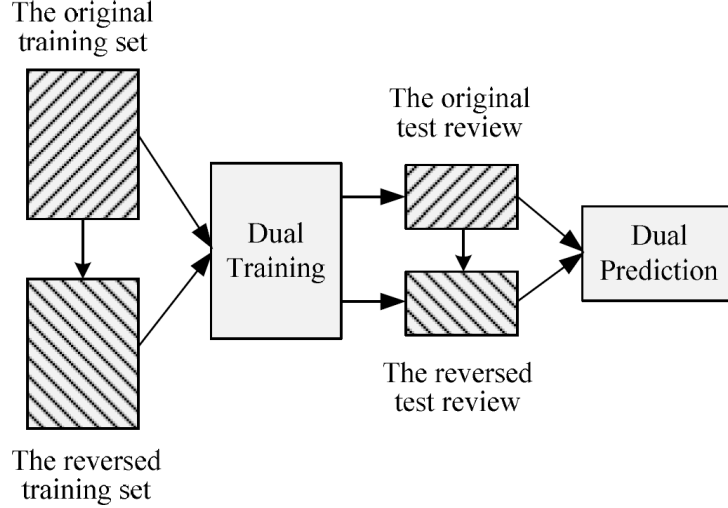 The original
training set
The original
test review
Dual
Training
Dual
Prediction
The reversed
test review
The reversed
training set